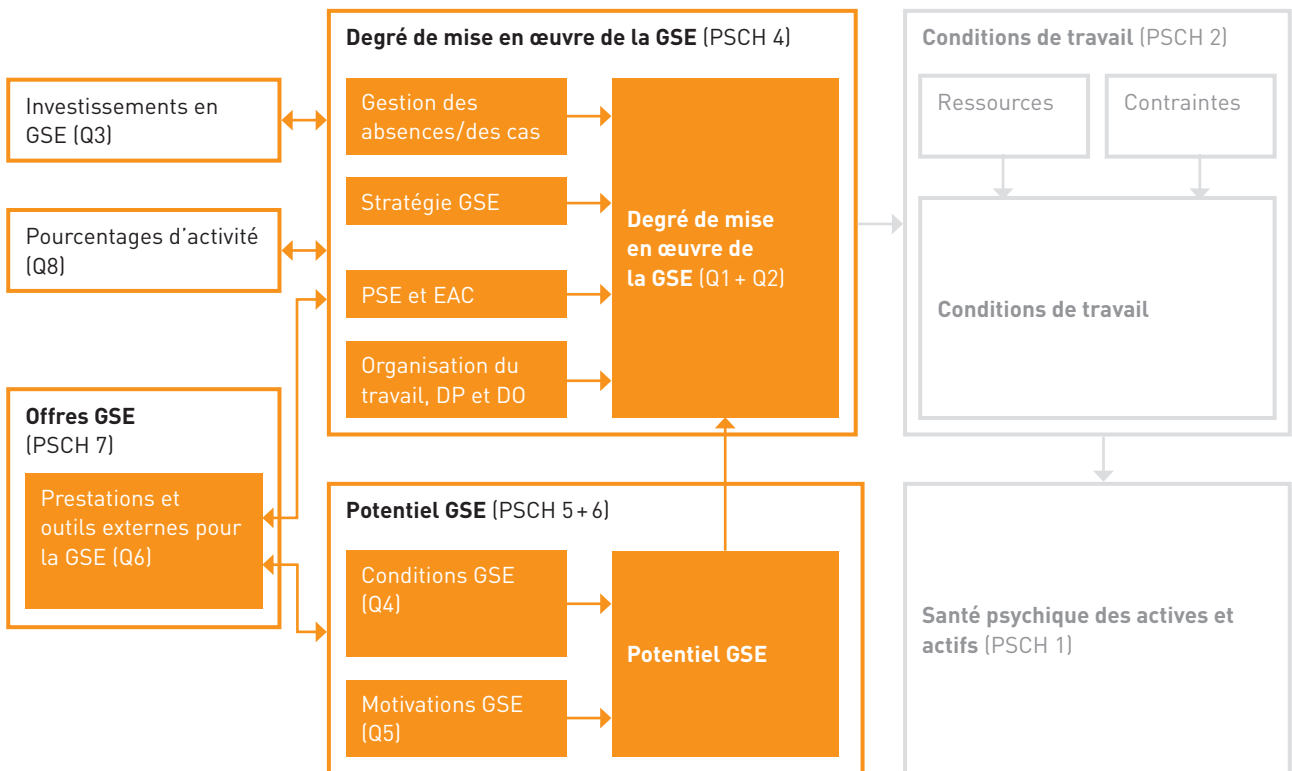 Degré de mise en œuvre de la GSE (PSCH 4)
Conditions de travail (PSCH 2)
Investissements en
GSE (Q3)
Pourcentages d’activité
(Q8)
Gestion des
absences/des cas
Stratégie GSE
PSE et EAC
Organisation du
travail, DP et DO
Degré de mise
en œuvre de
la GSE (Q1 + Q2)
Ressources
Contraintes
Conditions de travail
Offres GSE
(PSCH 7)
Prestations et
outils externes pour
la GSE (Q6)
Potentiel GSE (PSCH 5 + 6)
Conditions GSE
(Q4)
Motivations GSE
(Q5)
Potentiel GSE
Santé psychique des actives et
actifs (PSCH 1)